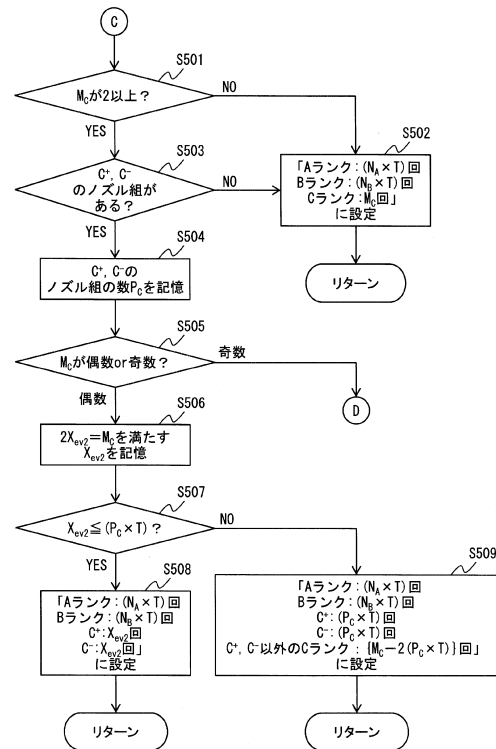 C
S501
M_Cが2以上？
NO
YES
S503
C⁺, C⁻
のノズル組が
ある？
NO
YES
S502
「Aランク：(N_A×T)回
Bランク：(N_B×T)回
Cランク：M_C回」
に設定
リターン
S504
C⁺, C⁻の
ノズル組の数P_Cを記憶
S505
M_Cが偶数or奇数？
奇数
偶数
D
S506
2X_ev2＝M_Cを満たす
X_ev2を記憶
S507
X_ev2≦(P_C×T)？
NO
YES
S508
「Aランク：(N_A×T)回
Bランク：(N_B×T)回
C⁺：X_ev2回
C⁻：X_ev2回」
に設定
リターン
S509
「Aランク：(N_A×T)回
Bランク：(N_B×T)回
C⁺：(P_C×T)回
C⁻：(P_C×T)回
C⁺, C⁻以外のCランク：{M_C－2(P_C×T)}回」
に設定
リターン